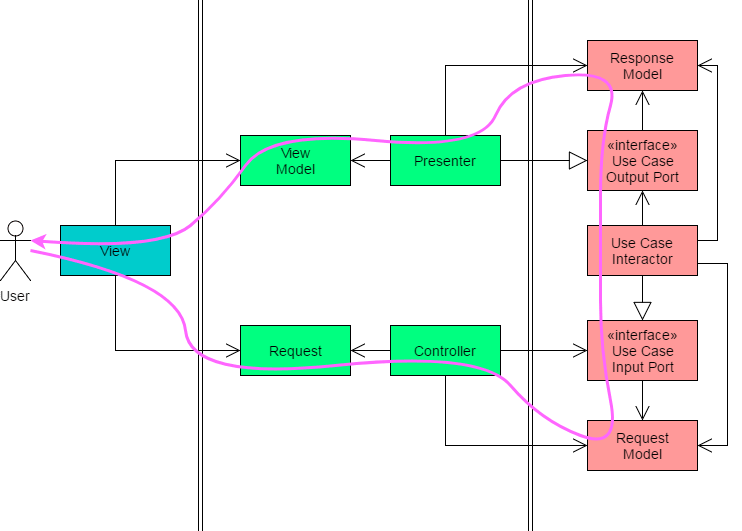 Response
Model
View
Model
Presenter
«interface»
Use Case
Output Port
User
View
Use Case
Interactor
Request
Controller
«interface»
Use Case
Input Port
Request
Model